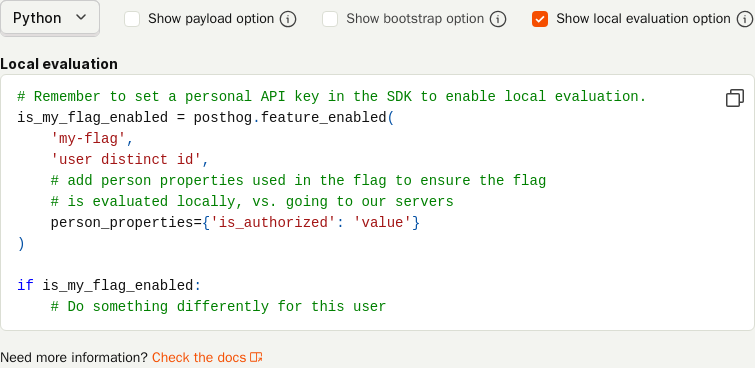 Python Show payload option Show bootstrap option Show local evaluation option
Local evaluation
# Remember to set a personal API key in the SDK to enable local evaluation.
is_my_flag_enabled = posthog.feature_enabled(
    'my-flag',
    'user distinct id',
    # add person properties used in the flag to ensure the flag
    # is evaluated locally, vs. going to our servers
    person_properties={'is_authorized': 'value'}
)
if is_my_flag_enabled:
    # Do something differently for this user
Need more information? Check the docs